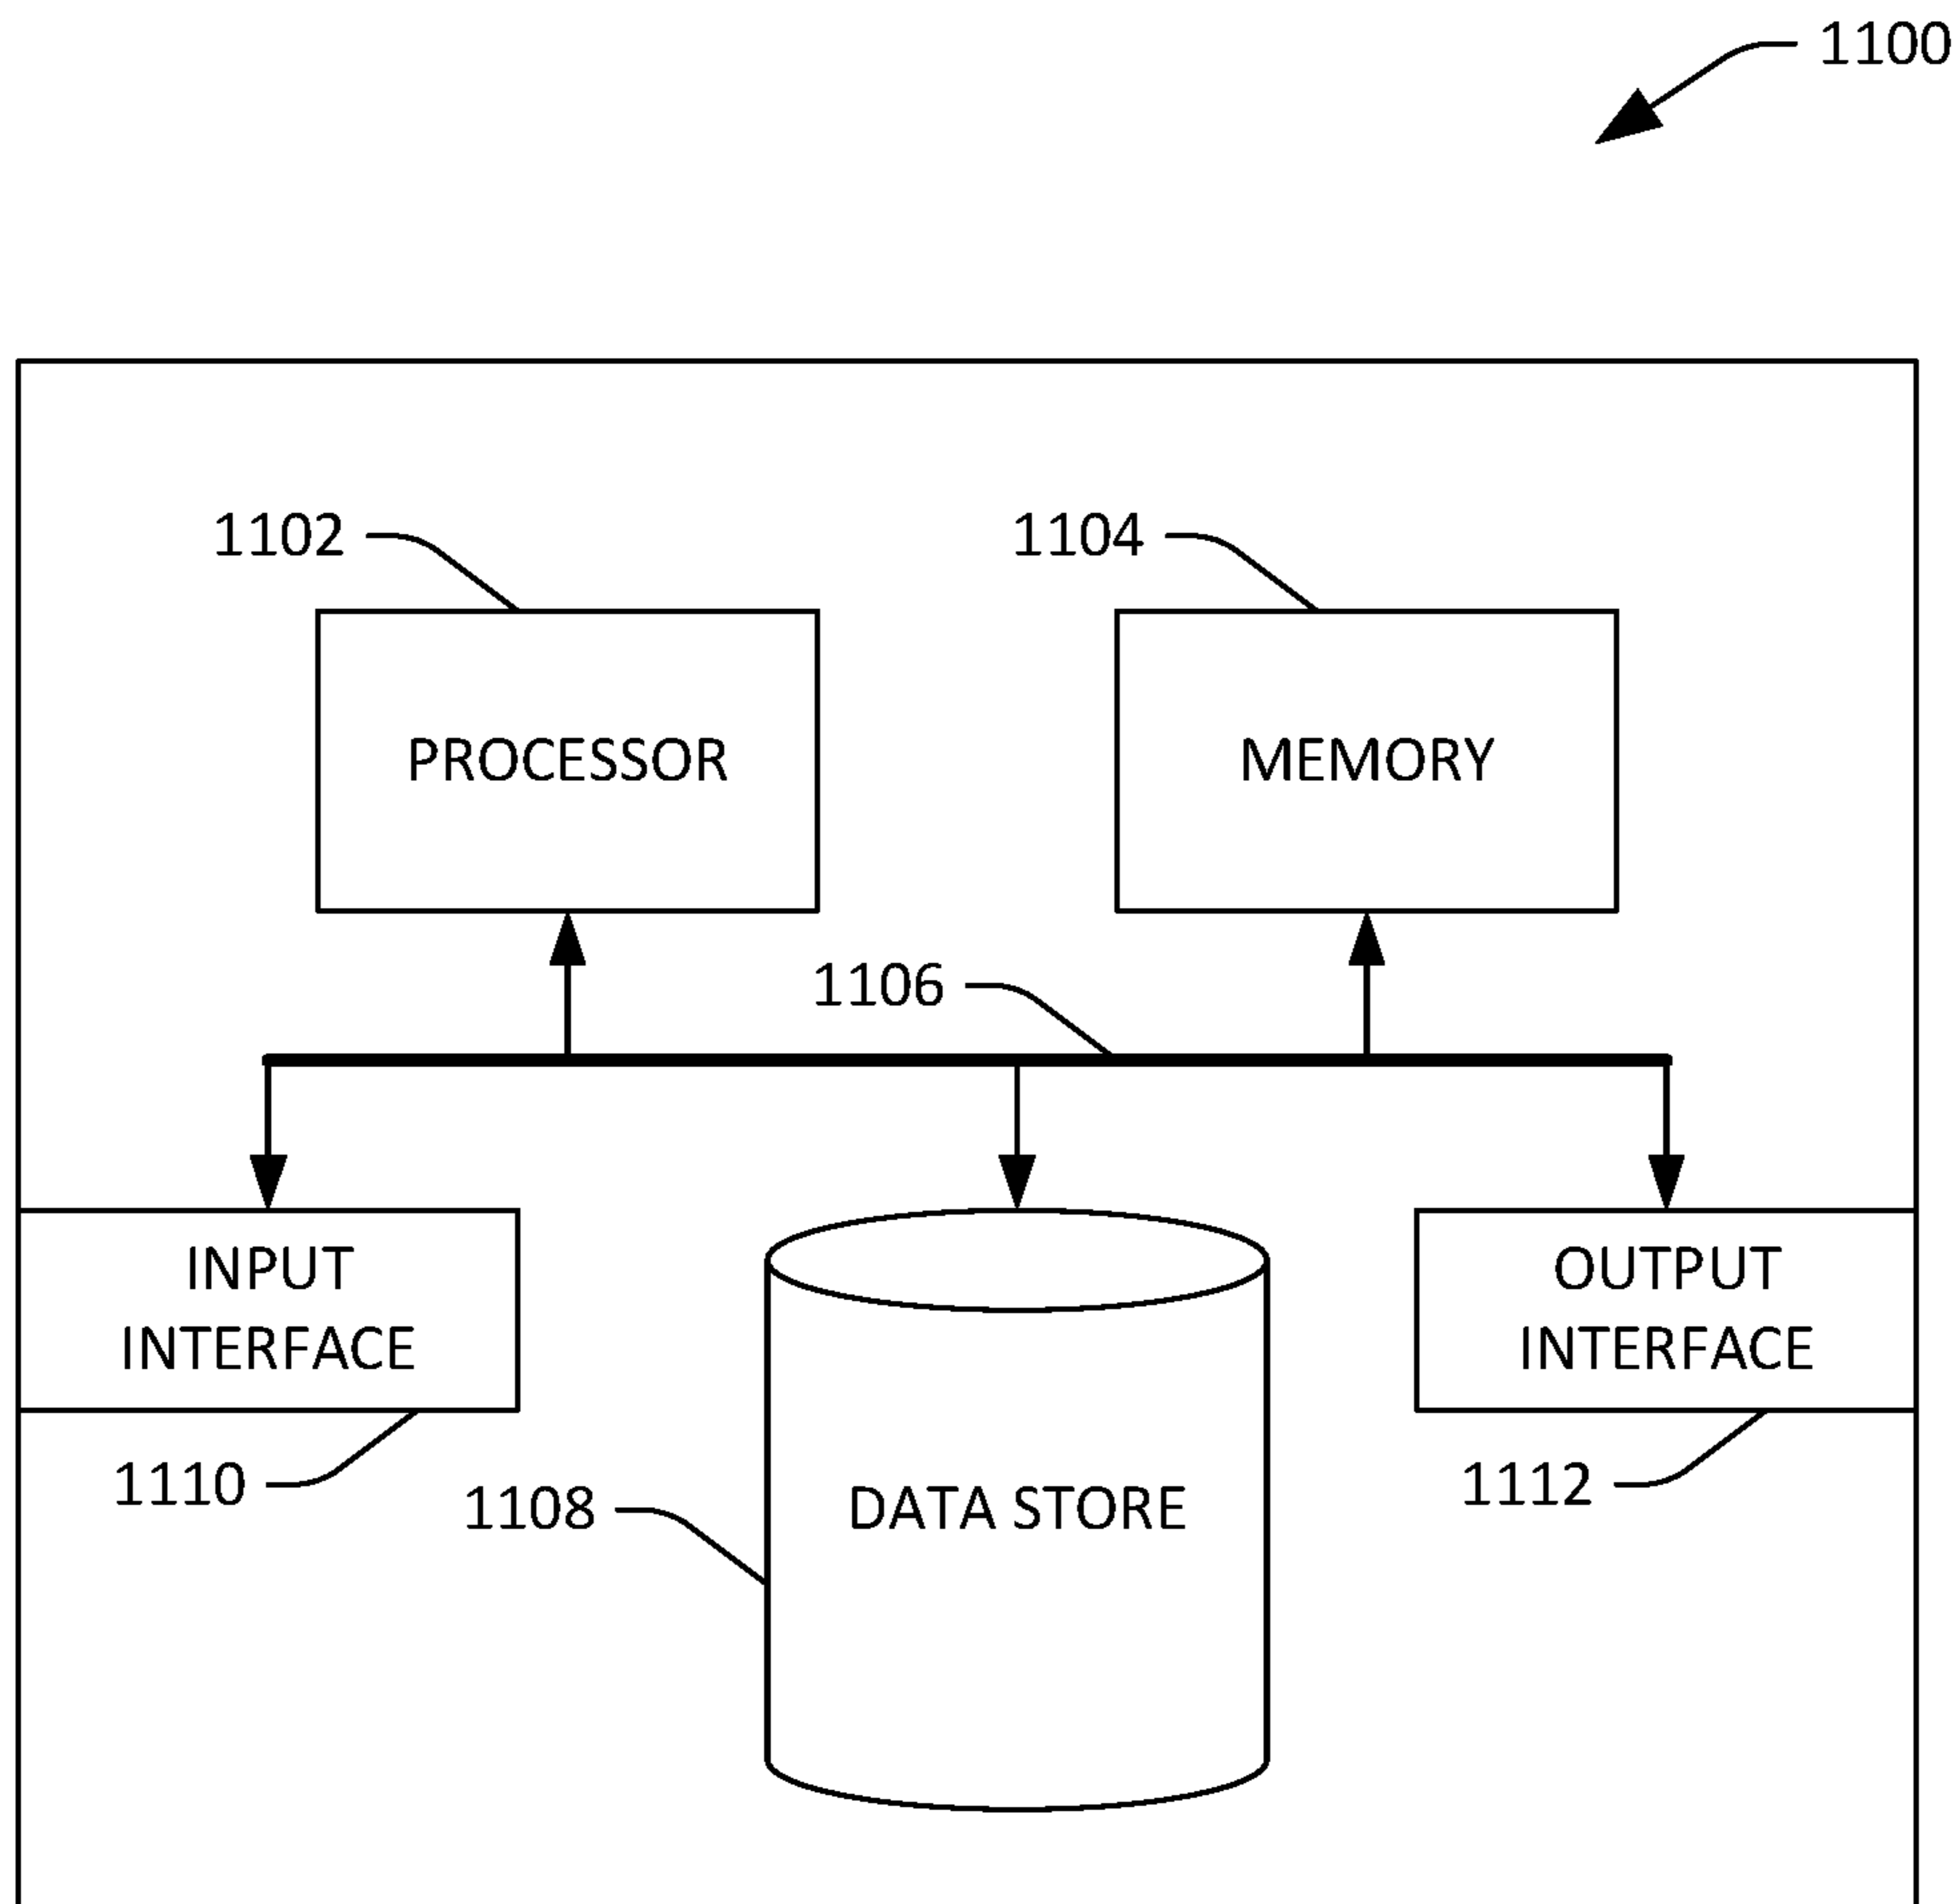 1100
1102
1104
PROCESSOR
MEMORY
1106
INPUT
INTERFACE
OUTPUT
INTERFACE
1110
1108
DATA STORE
1112